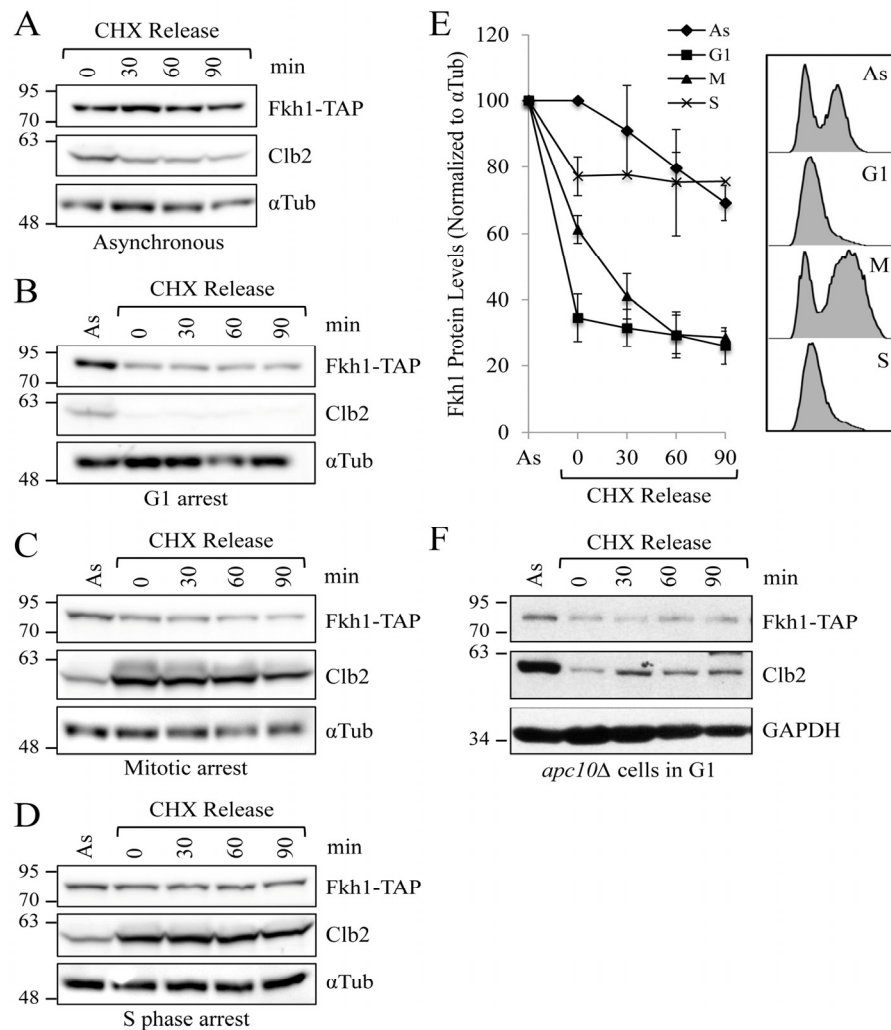 A
CHX Release
0 30 60 90 min
95
70
Fkh1-TAP
63
Clb2
48
αTub
Asynchronous
B
CHX Release
As 0 30 60 90 min
95
70
Fkh1-TAP
63
Clb2
48
αTub
G1 arrest
C
CHX Release
As 0 30 60 90 min
95
70
Fkh1-TAP
63
Clb2
48
αTub
Mitotic arrest
D
CHX Release
As 0 30 60 90 min
95
70
Fkh1-TAP
63
Clb2
48
αTub
S phase arrest
E
Fkh1 Protein Levels (Normalized to αTub)
120
100
80
60
40
20
0
As
G1
M
S
As 0 30 60 90
CHX Release
As
G1
M
S
F
CHX Release
As 0 30 60 90 min
95
70
Fkh1-TAP
63
Clb2
34
GAPDH
apc10Δ cells in G1